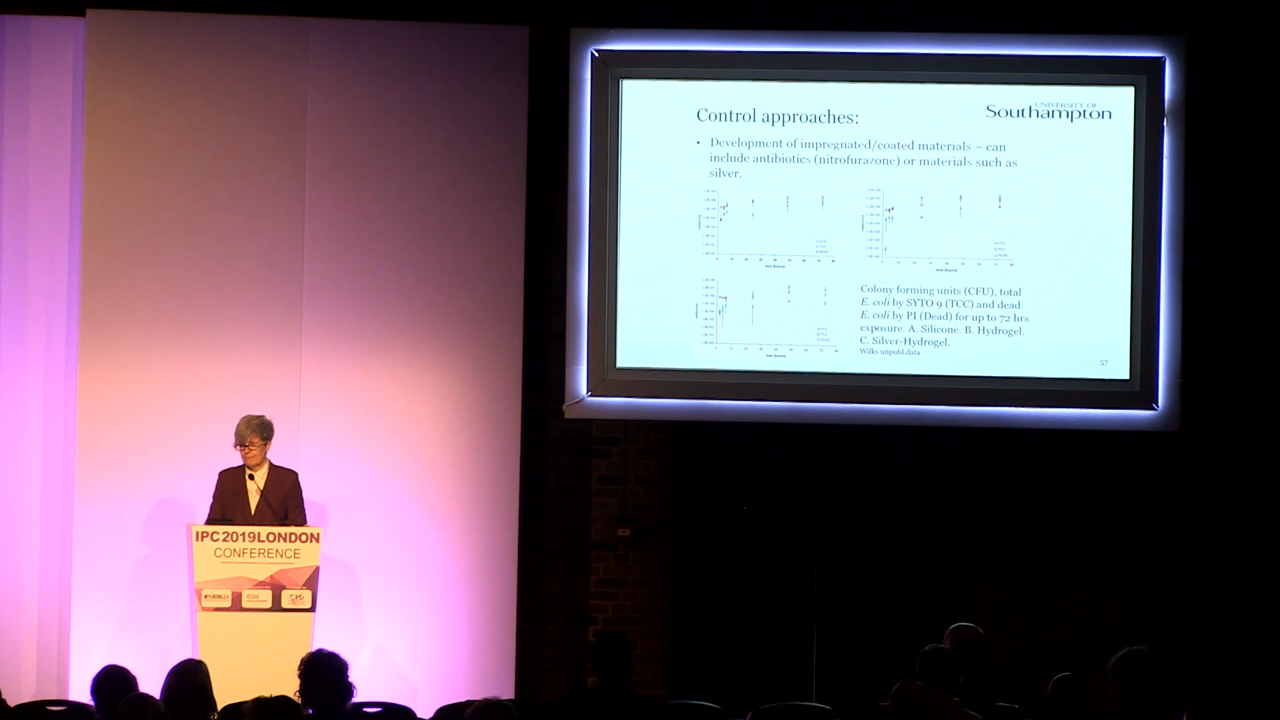 UNIVERSITY OF
Southampton
Control approaches:
• Development of impregnated/coated materials – can
include antibiotics (nitrofurazone) or materials such as
silver.
Colony forming units (CFU), total
E. coli by SYTO 9 (TCC) and dead
E. coli by PI (Dead) for up to 72 hrs
exposure. A. Silicone. B. Hydrogel.
C. Silver-Hydrogel.
Wilks unpubl data
57
IPC2019LONDON
CONFERENCE